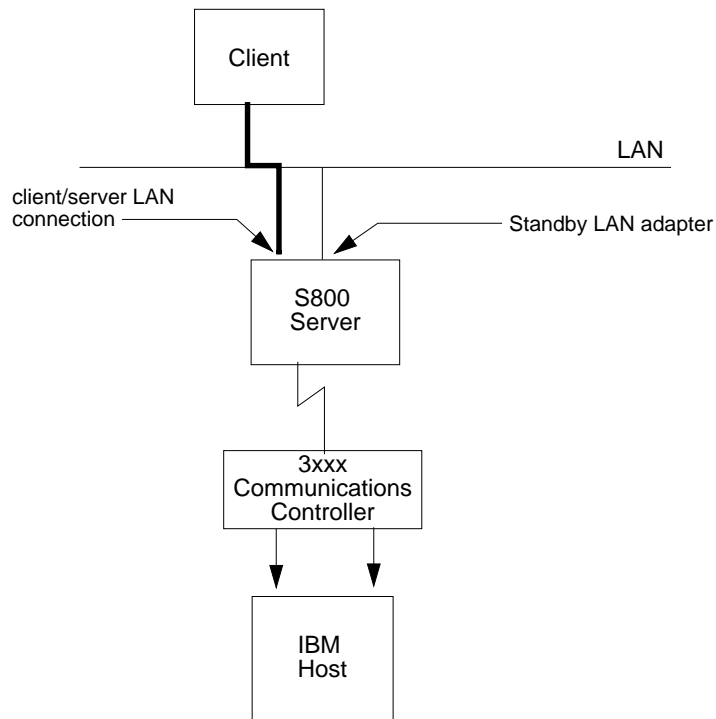 Client
LAN
client/server LAN
connection
Standby LAN adapter
S800
Server
3xxx
Communications
Controller
IBM
Host